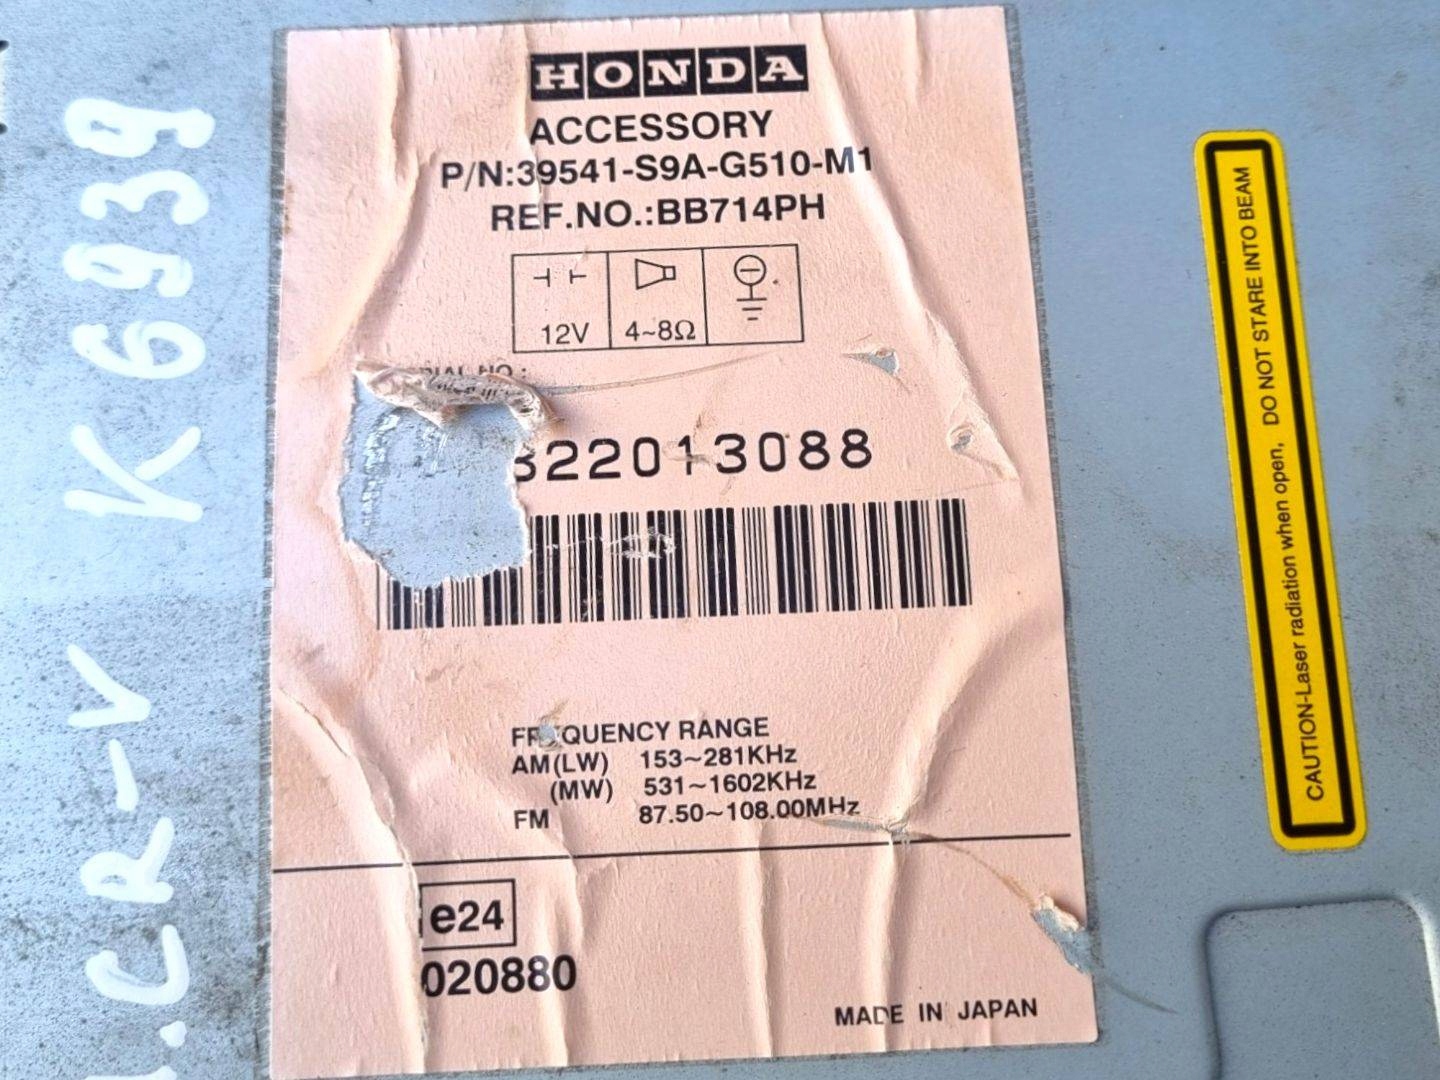 HONDA
ACCESSORY
P/N:39541-S9A-G510-M1
REF.NO.:BB714PH
12V 4~8Ω
NO.:
322013088
FREQUENCY RANGE
AM(LW) 153~281KHz
(MW) 531~1602KHz
FM 87.50~108.00MHz
e24
020880
MADE IN JAPAN
CAUTION-Laser radiation when open, DO NOT STARE INTO BEAM
CR-V K6939